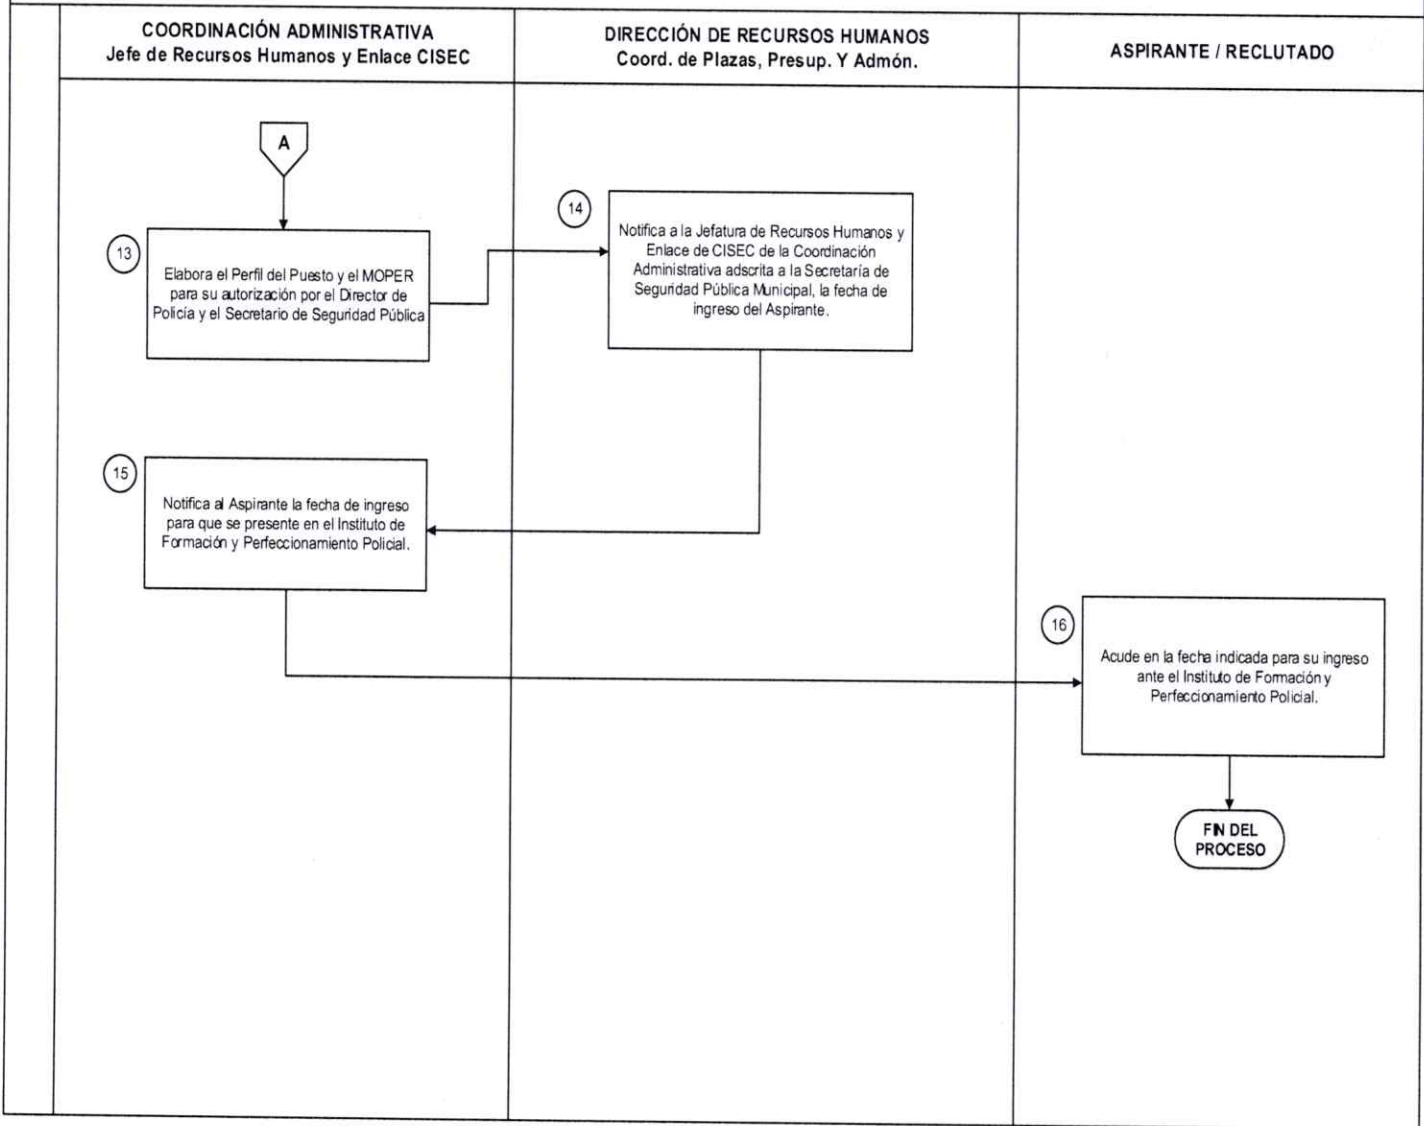 COORDINACIÓN ADMINISTRATIVA
Jefe de Recursos Humanos y Enlace CISEC
DIRECCIÓN DE RECURSOS HUMANOS
Coord. de Plazas, Presup. Y Admón.
ASPIRANTE / RECLUTADO
A
13
Elabora el Perfil del Puesto y el MOPER
para su autorización por el Director de
Policía y el Secretario de Seguridad Pública
14
Notifica a la Jefatura de Recursos Humanos y
Enlace de CISEC de la Coordinación
Administrativa adscrita a la Secretaría de
Seguridad Pública Municipal, la fecha de
ingreso del Aspirante.
15
Notifica al Aspirante la fecha de ingreso
para que se presente en el Instituto de
Formación y Perfeccionamiento Policial.
16
Acude en la fecha indicada para su ingreso
ante el Instituto de Formación y
Perfeccionamiento Policial.
FIN DEL
PROCESO